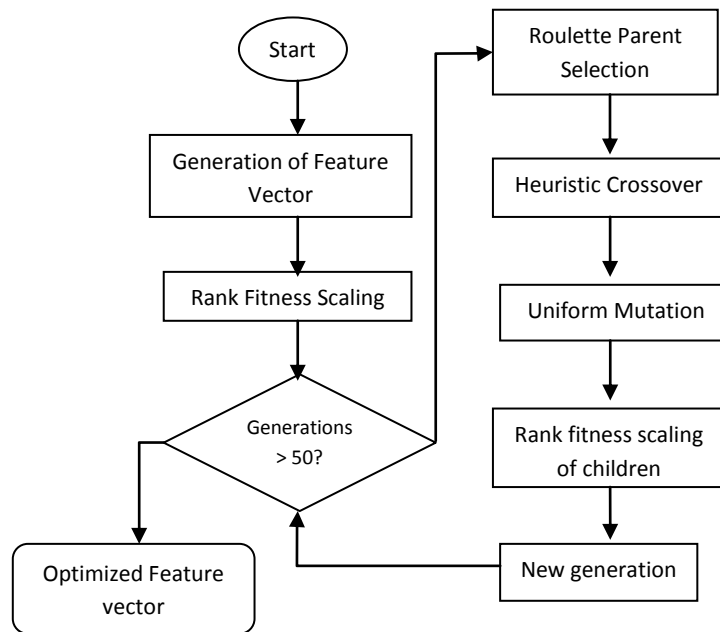 Start
Generation of Feature
Vector
Rank Fitness Scaling
Generations
> 50?
Optimized Feature
vector
Roulette Parent
Selection
Heuristic Crossover
Uniform Mutation
Rank fitness scaling
of children
New generation